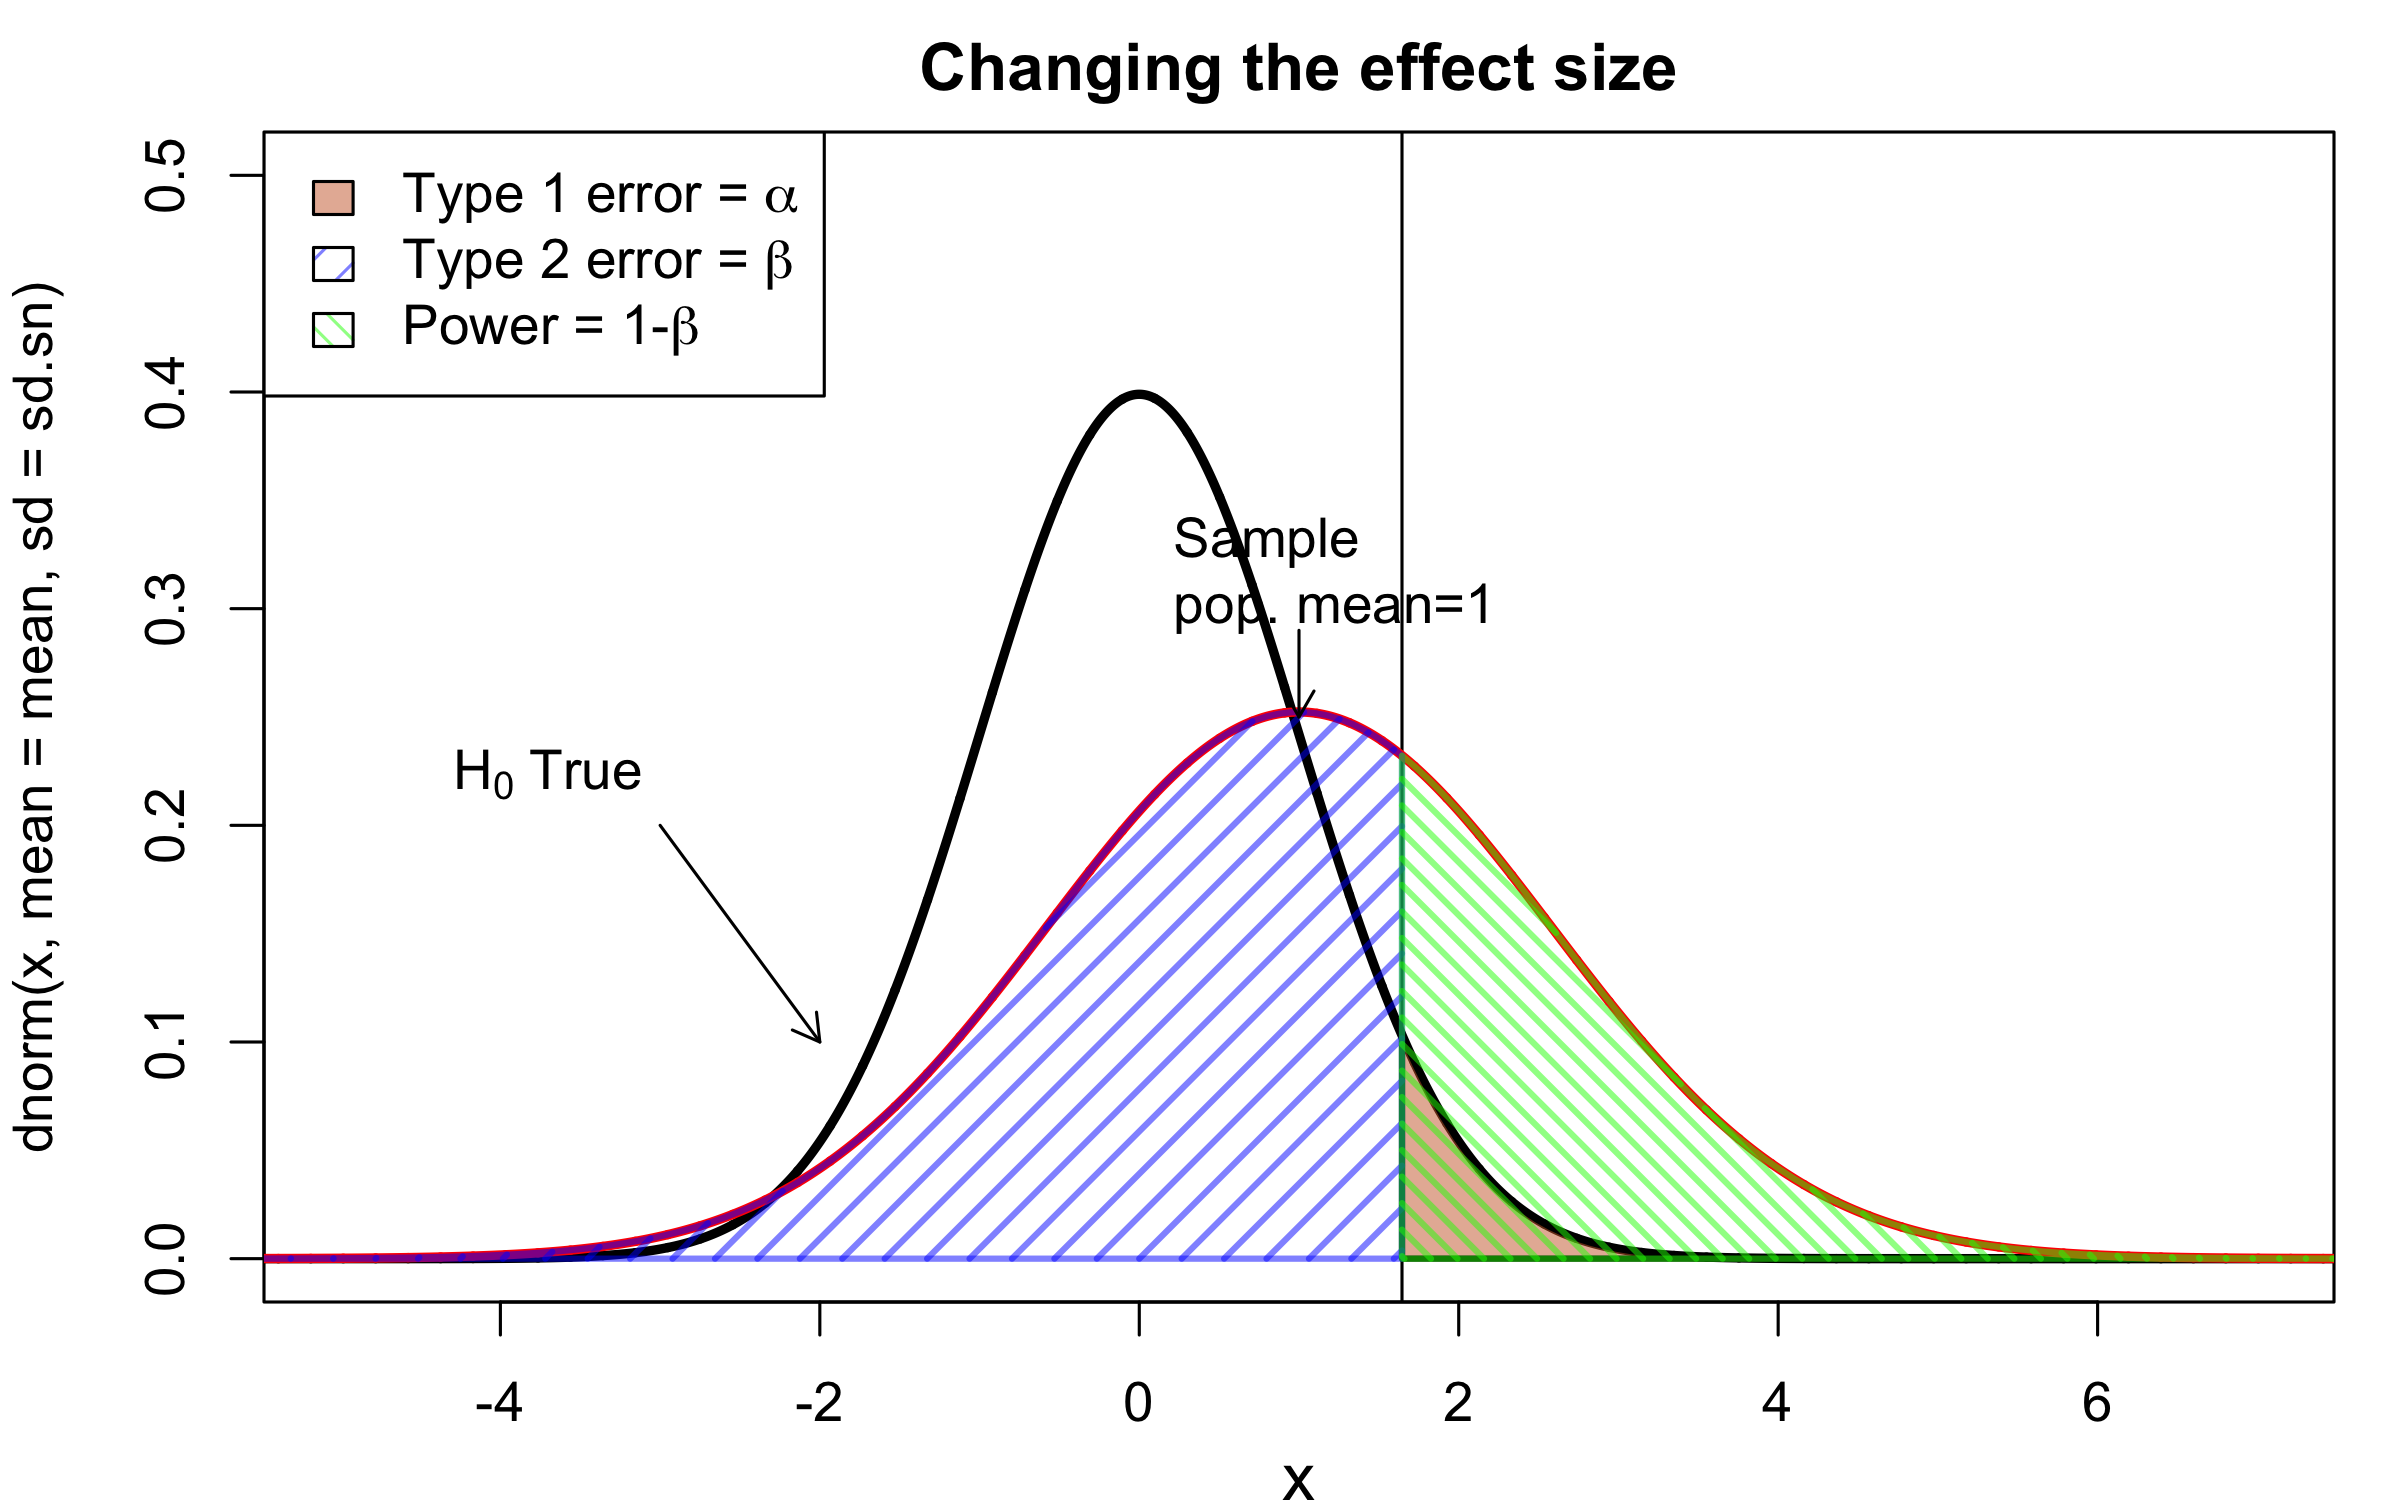 Changing the effect size
Type 1 error = α
Type 2 error = β
Power = 1-β
Sample
pop. mean=1
H₀ True
dnorm(x, mean = mean, sd = sd.sn)
0.5
0.4
0.3
0.2
0.1
0.0
-4 -2 0 2 4 6
x